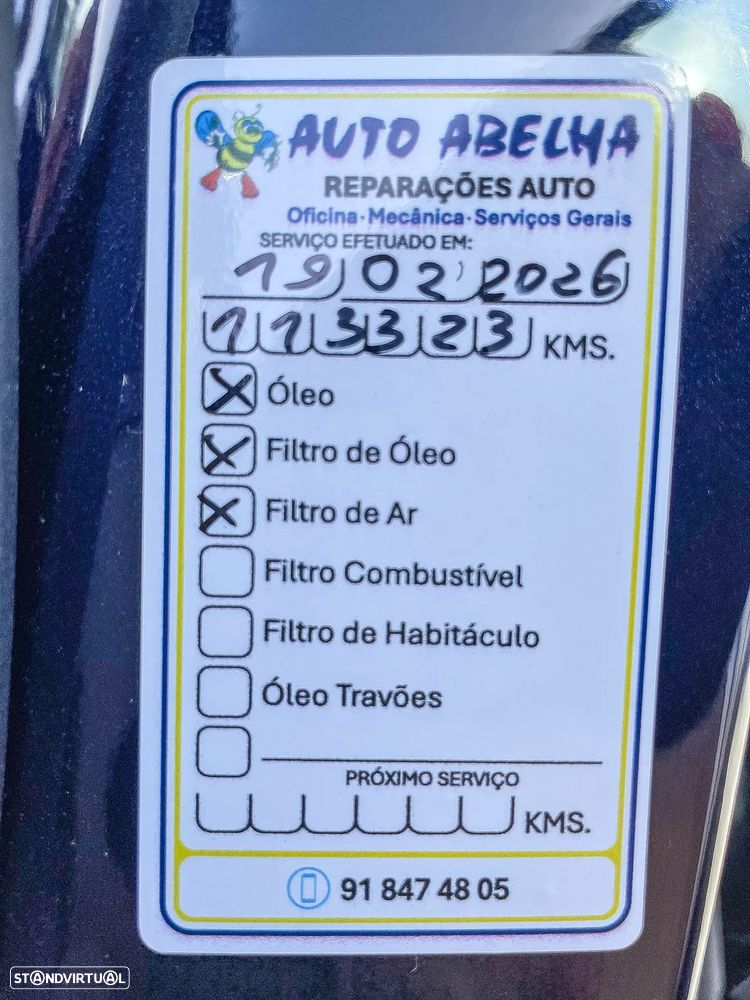 AUTO ABELHA
REPARAÇÕES AUTO
Oficina·Mecânica·Serviços Gerais
SERVIÇO EFETUADO EM:
19 02 2026
113323 KMS.
X Óleo
X Filtro de Óleo
X Filtro de Ar
Filtro Combustível
Filtro de Habitáculo
Óleo Travões
PRÓXIMO SERVIÇO
KMS.
91 847 48 05
STANDVIRTUAL